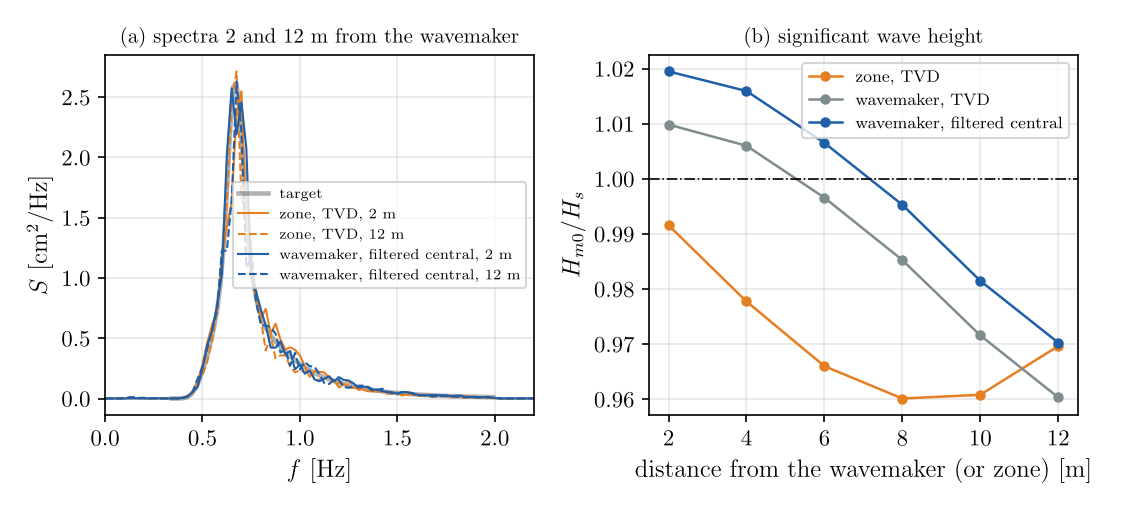 (a) spectra 2 and 12 m from the wavemaker
S [cm²/Hz]
2.5
2.0
1.5
1.0
0.5
0.0
target
zone, TVD, 2 m
zone, TVD, 12 m
wavemaker, filtered central, 2 m
wavemaker, filtered central, 12 m
0.0 0.5 1.0 1.5 2.0
f [Hz]
(b) significant wave height
H_{m0}/H_s
1.02
1.01
1.00
0.99
0.98
0.97
0.96
zone, TVD
wavemaker, TVD
wavemaker, filtered central
2 4 6 8 10 12
distance from the wavemaker (or zone) [m]